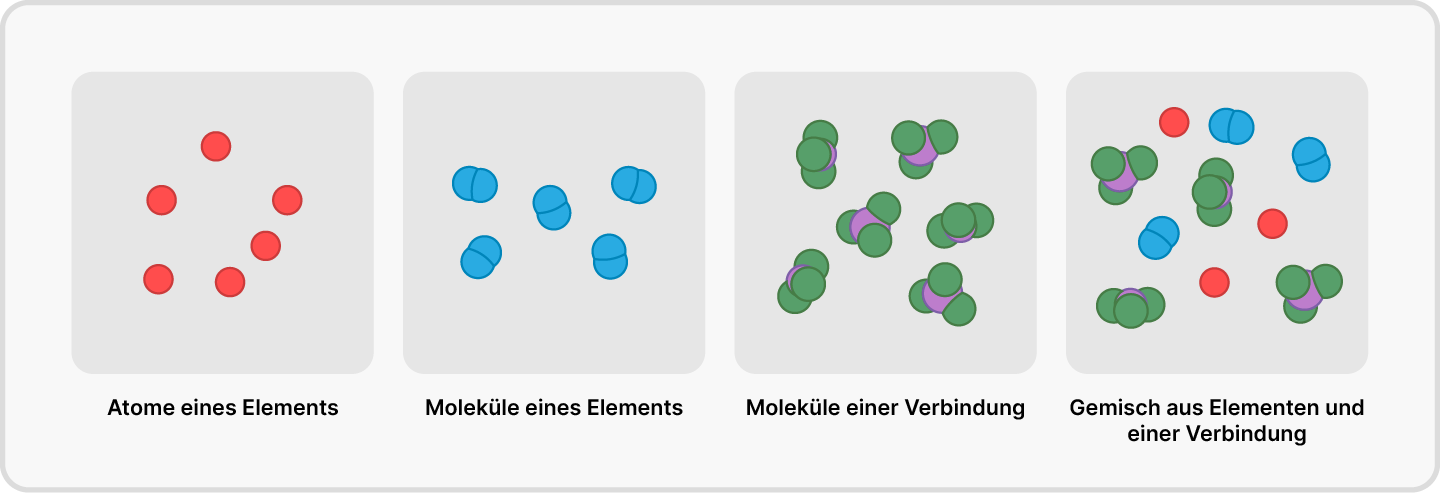 Atome eines Elements
Moleküle eines Elements
Moleküle einer Verbindung
Gemisch aus Elementen und
einer Verbindung